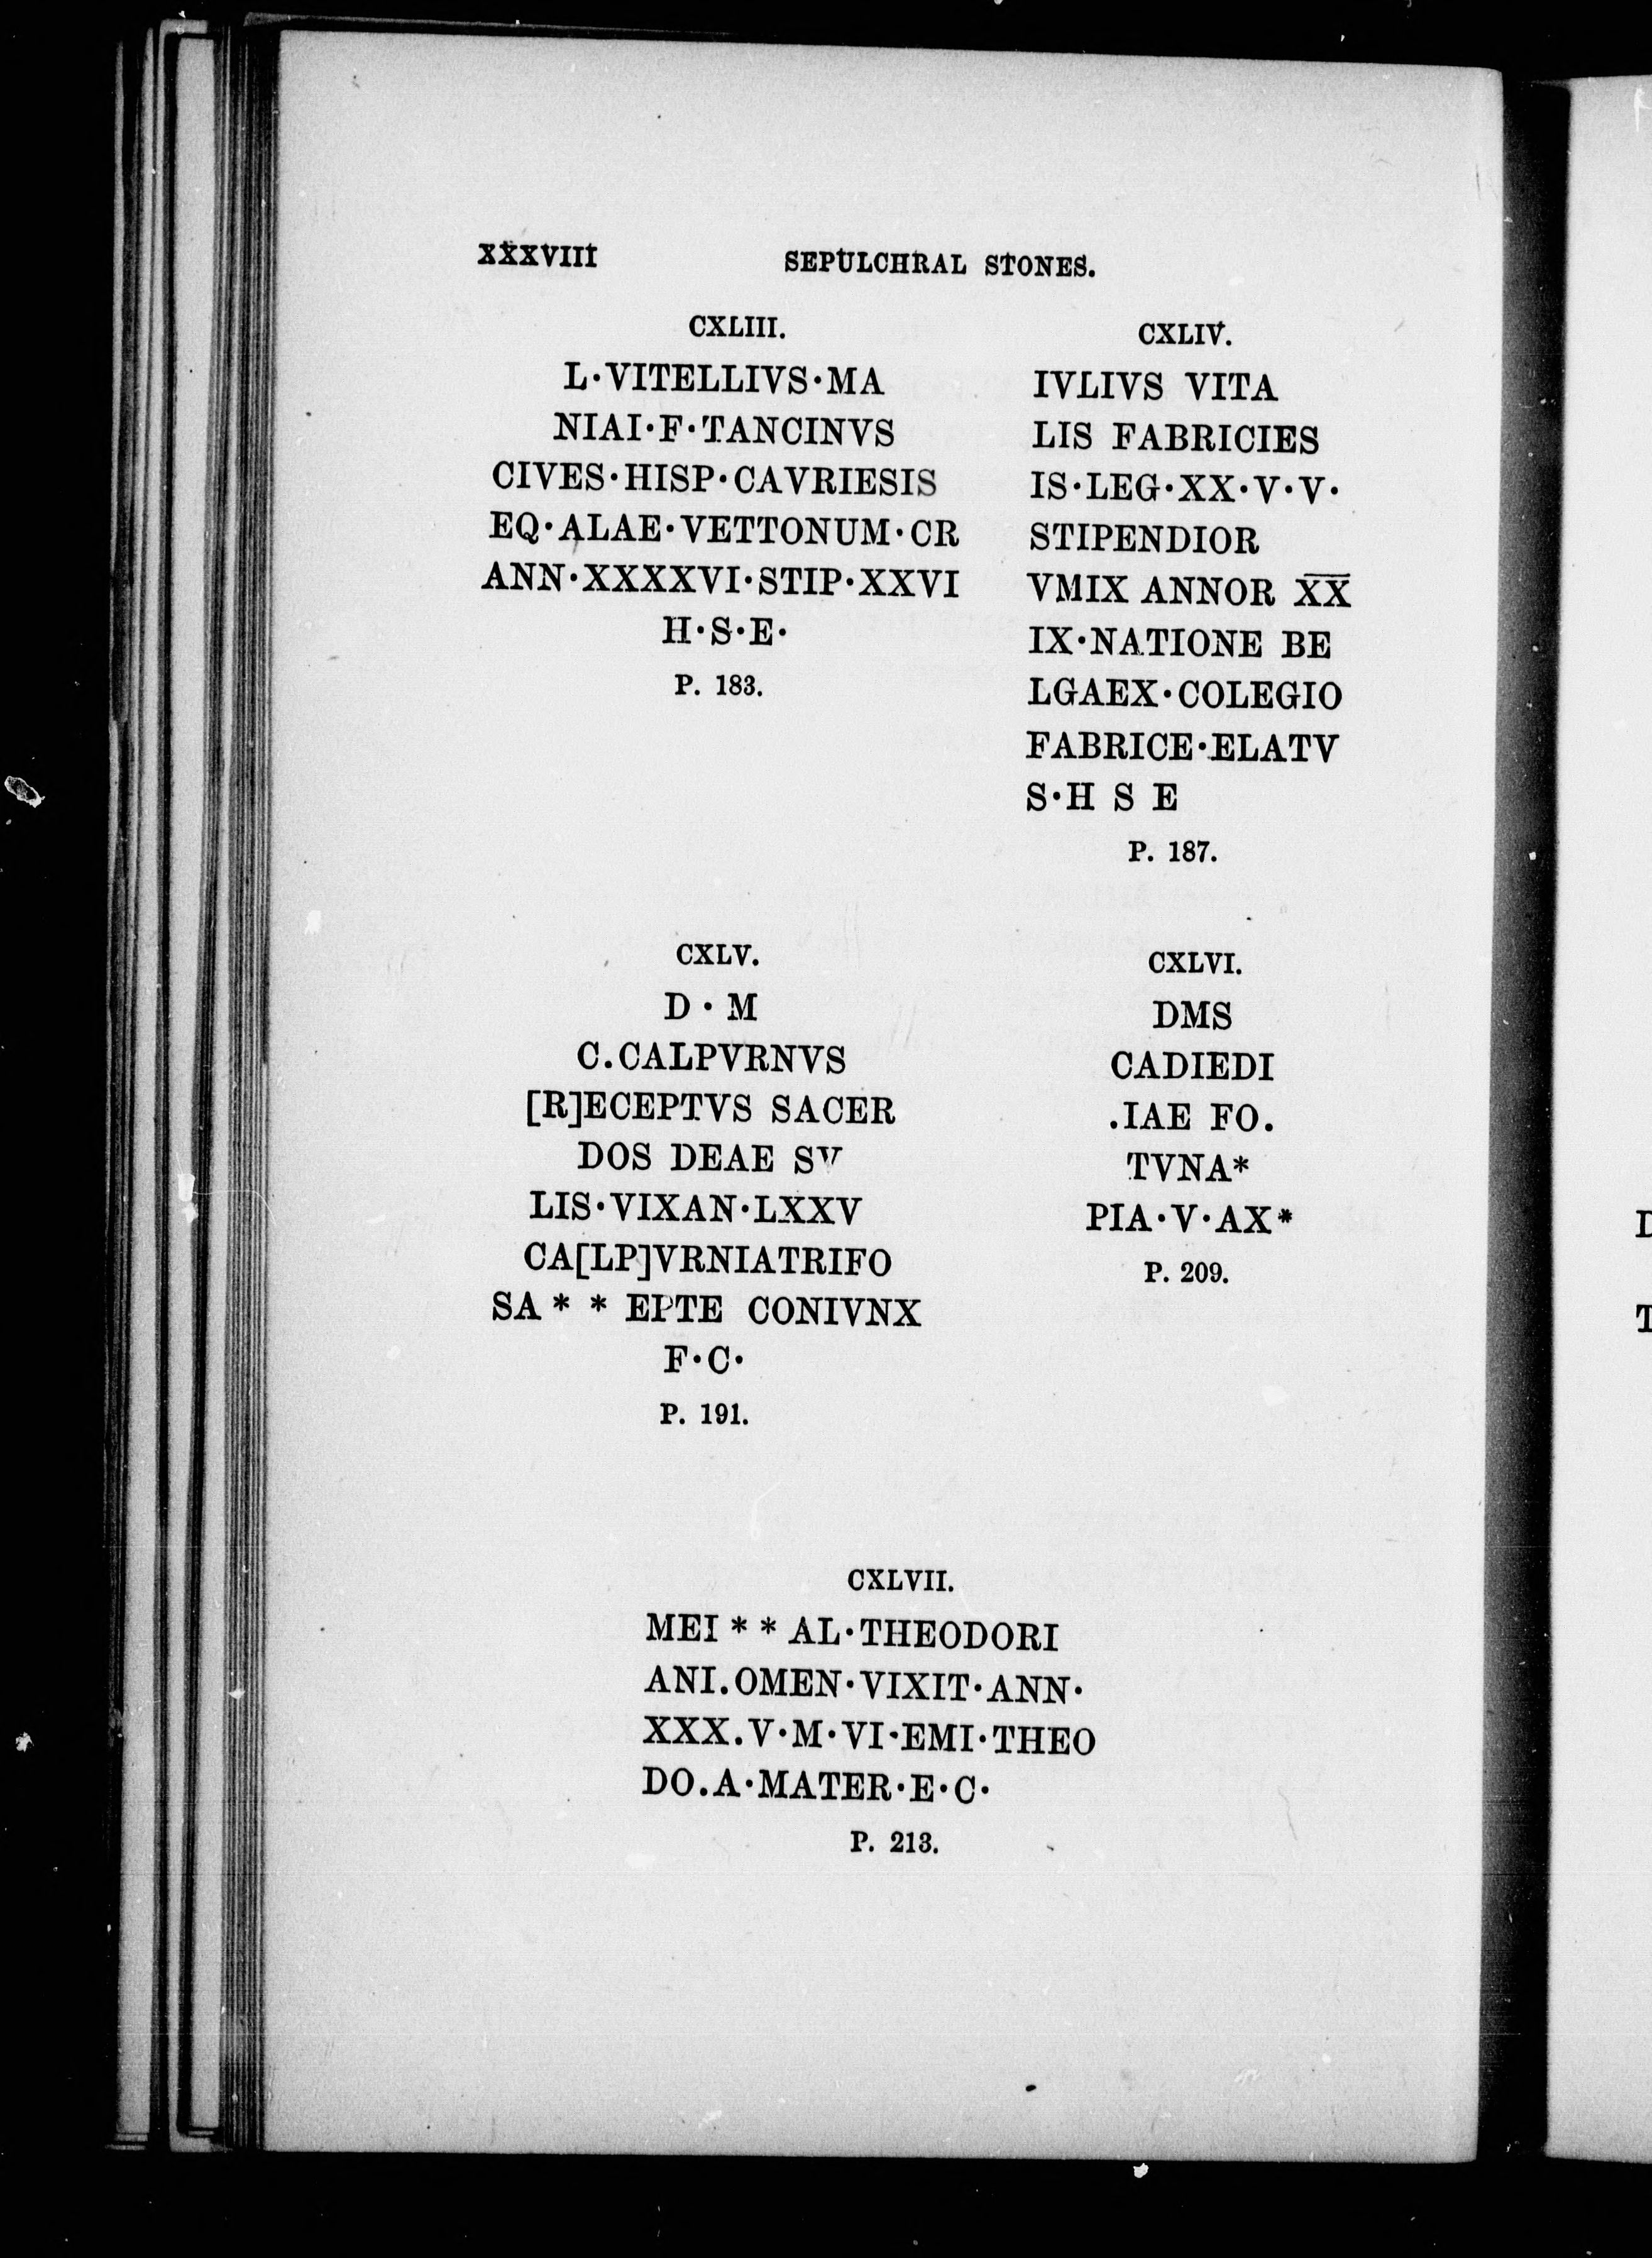 XXXVIII SEPULCHRAL STONES.
CXLIII.
L·VITELLIVS·MA
NIAI·F·TANCINVS
CIVES·HISP·CAVRIESIS
EQ·ALAE·VETTONUM·CR
ANN·XXXXVI·STIP·XXVI
H·S·E·
P. 183.
CXLIV.
IVLIVS VITA
LIS FABRICIES
IS·LEG·XX·V·V·
STIPENDIOR
VMIX ANNOR X̅X̅
IX·NATIONE BE
LGAEX·COLEGIO
FABRICE·ELATV
S·H S E
P. 187.
CXLV.
D · M
C.CALPVRNVS
[R]ECEPTVS SACER
DOS DEAE SV
LIS·VIXAN·LXXV
CA[LP]VRNIATRIFO
SA * * EPTE CONIVNX
F·C·
P. 191.
CXLVI.
DMS
CADIEDI
.IAE FO.
TVNA*
PIA·V·AX*
P. 209.
CXLVII.
MEI * * AL·THEODORI
ANI.OMEN·VIXIT·ANN·
XXX.V·M·VI·EMI·THEO
DO.A·MATER·E·C·
P. 213.